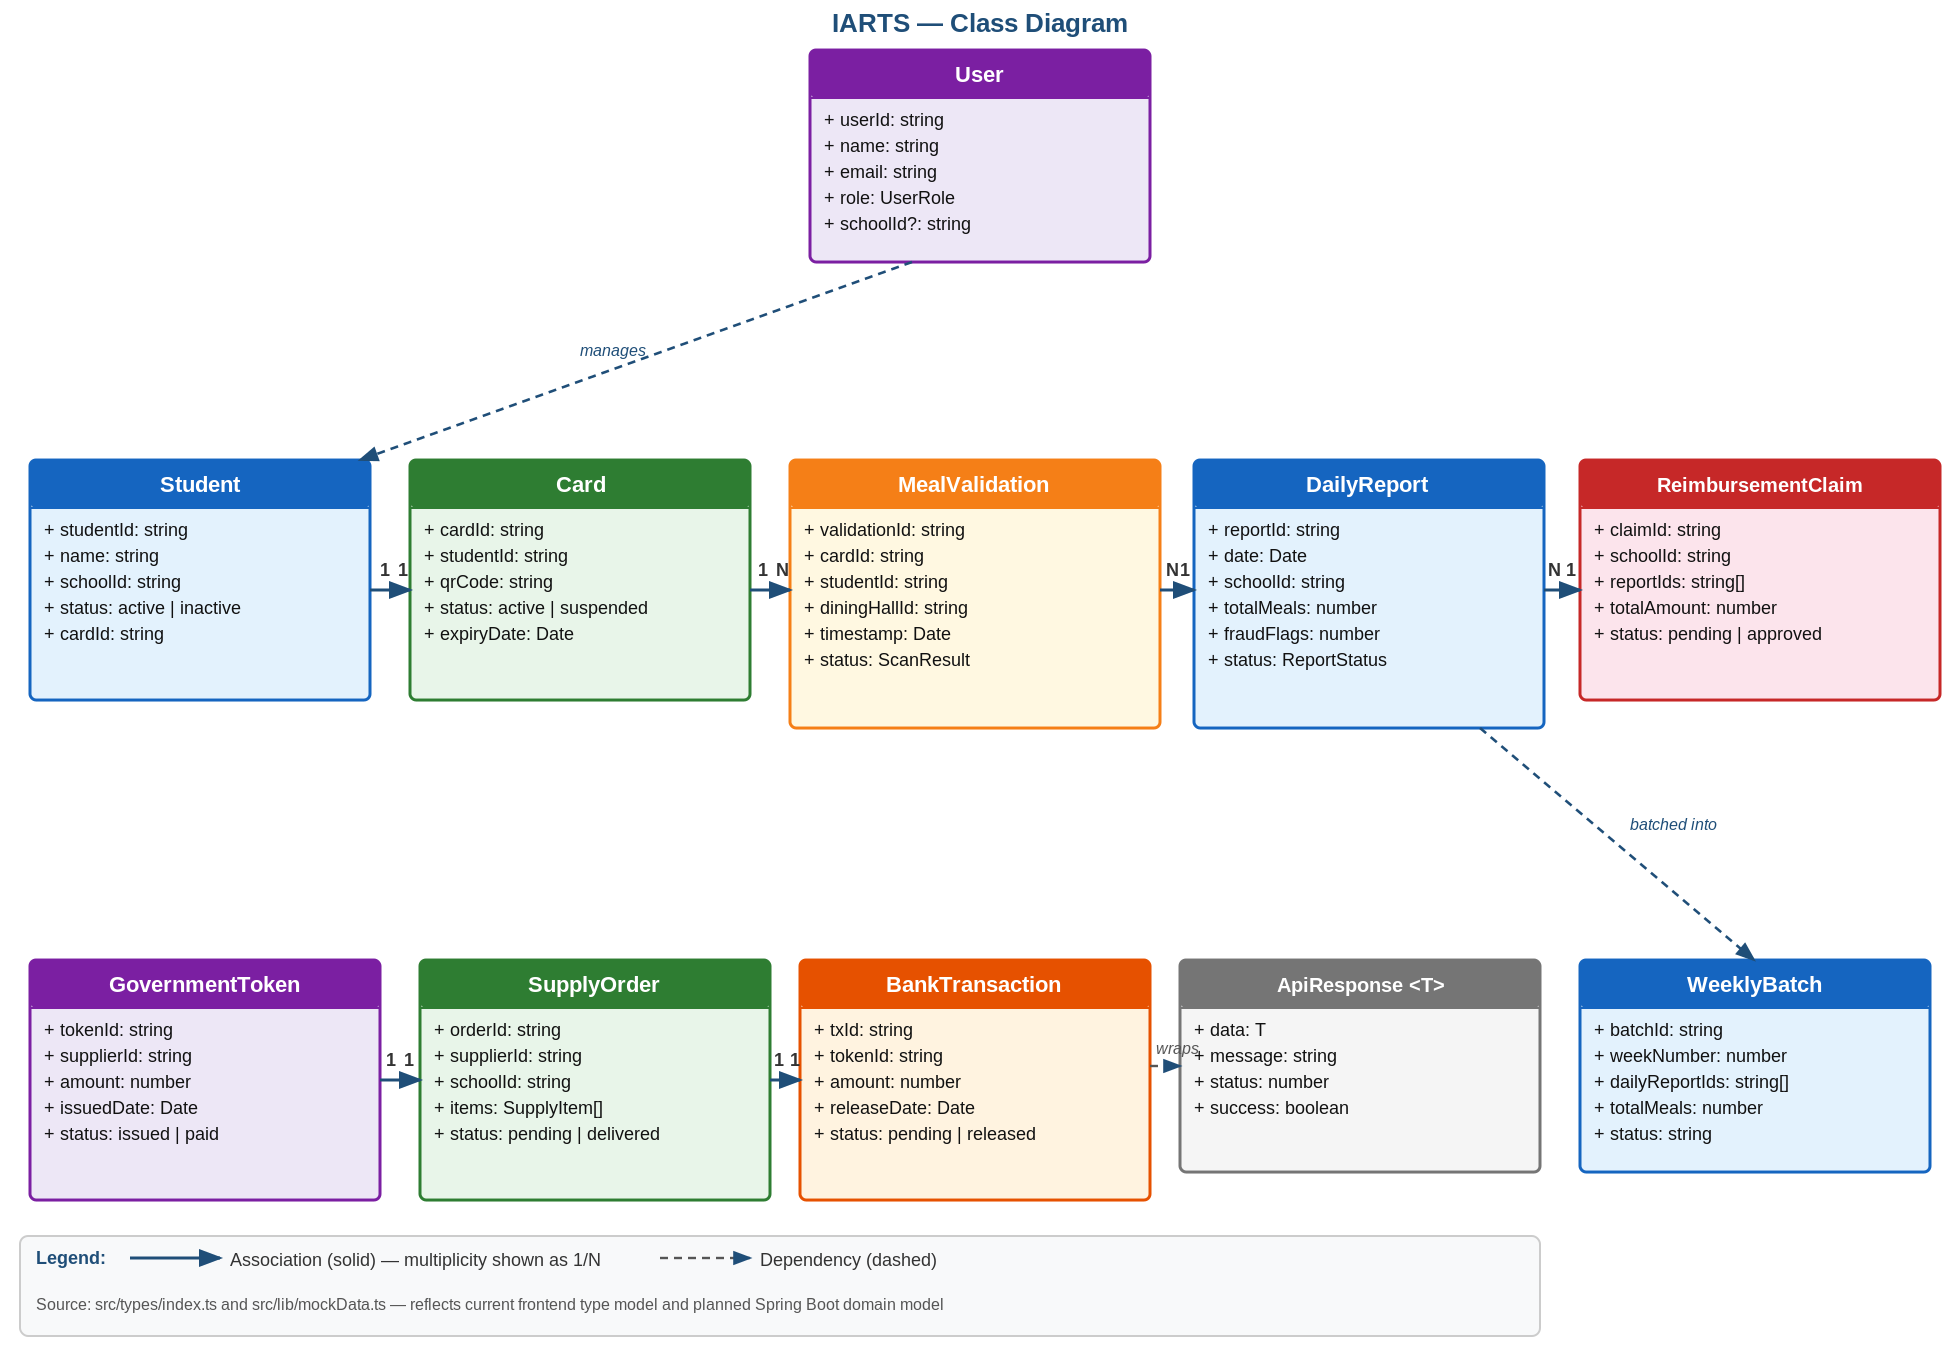 IARTS — Class Diagram
User
+ userId: string
+ name: string
+ email: string
+ role: UserRole
+ schoolId?: string
manages
Student
+ studentId: string
+ name: string
+ schoolId: string
+ status: active | inactive
+ cardId: string
1 1
Card
+ cardId: string
+ studentId: string
+ qrCode: string
+ status: active | suspended
+ expiryDate: Date
1 N
MealValidation
+ validationId: string
+ cardId: string
+ studentId: string
+ diningHallId: string
+ timestamp: Date
+ status: ScanResult
N 1
DailyReport
+ reportId: string
+ date: Date
+ schoolId: string
+ totalMeals: number
+ fraudFlags: number
+ status: ReportStatus
N 1
ReimbursementClaim
+ claimId: string
+ schoolId: string
+ reportIds: string[]
+ totalAmount: number
+ status: pending | approved
batched into
GovernmentToken
+ tokenId: string
+ supplierId: string
+ amount: number
+ issuedDate: Date
+ status: issued | paid
1 1
SupplyOrder
+ orderId: string
+ supplierId: string
+ schoolId: string
+ items: SupplyItem[]
+ status: pending | delivered
1 1
BankTransaction
+ txId: string
+ tokenId: string
+ amount: number
+ releaseDate: Date
+ status: pending | released
wraps
ApiResponse <T>
+ data: T
+ message: string
+ status: number
+ success: boolean
WeeklyBatch
+ batchId: string
+ weekNumber: number
+ dailyReportIds: string[]
+ totalMeals: number
+ status: string
Legend:
Association (solid) — multiplicity shown as 1/N
Dependency (dashed)
Source: src/types/index.ts and src/lib/mockData.ts — reflects current frontend type model and planned Spring Boot domain model